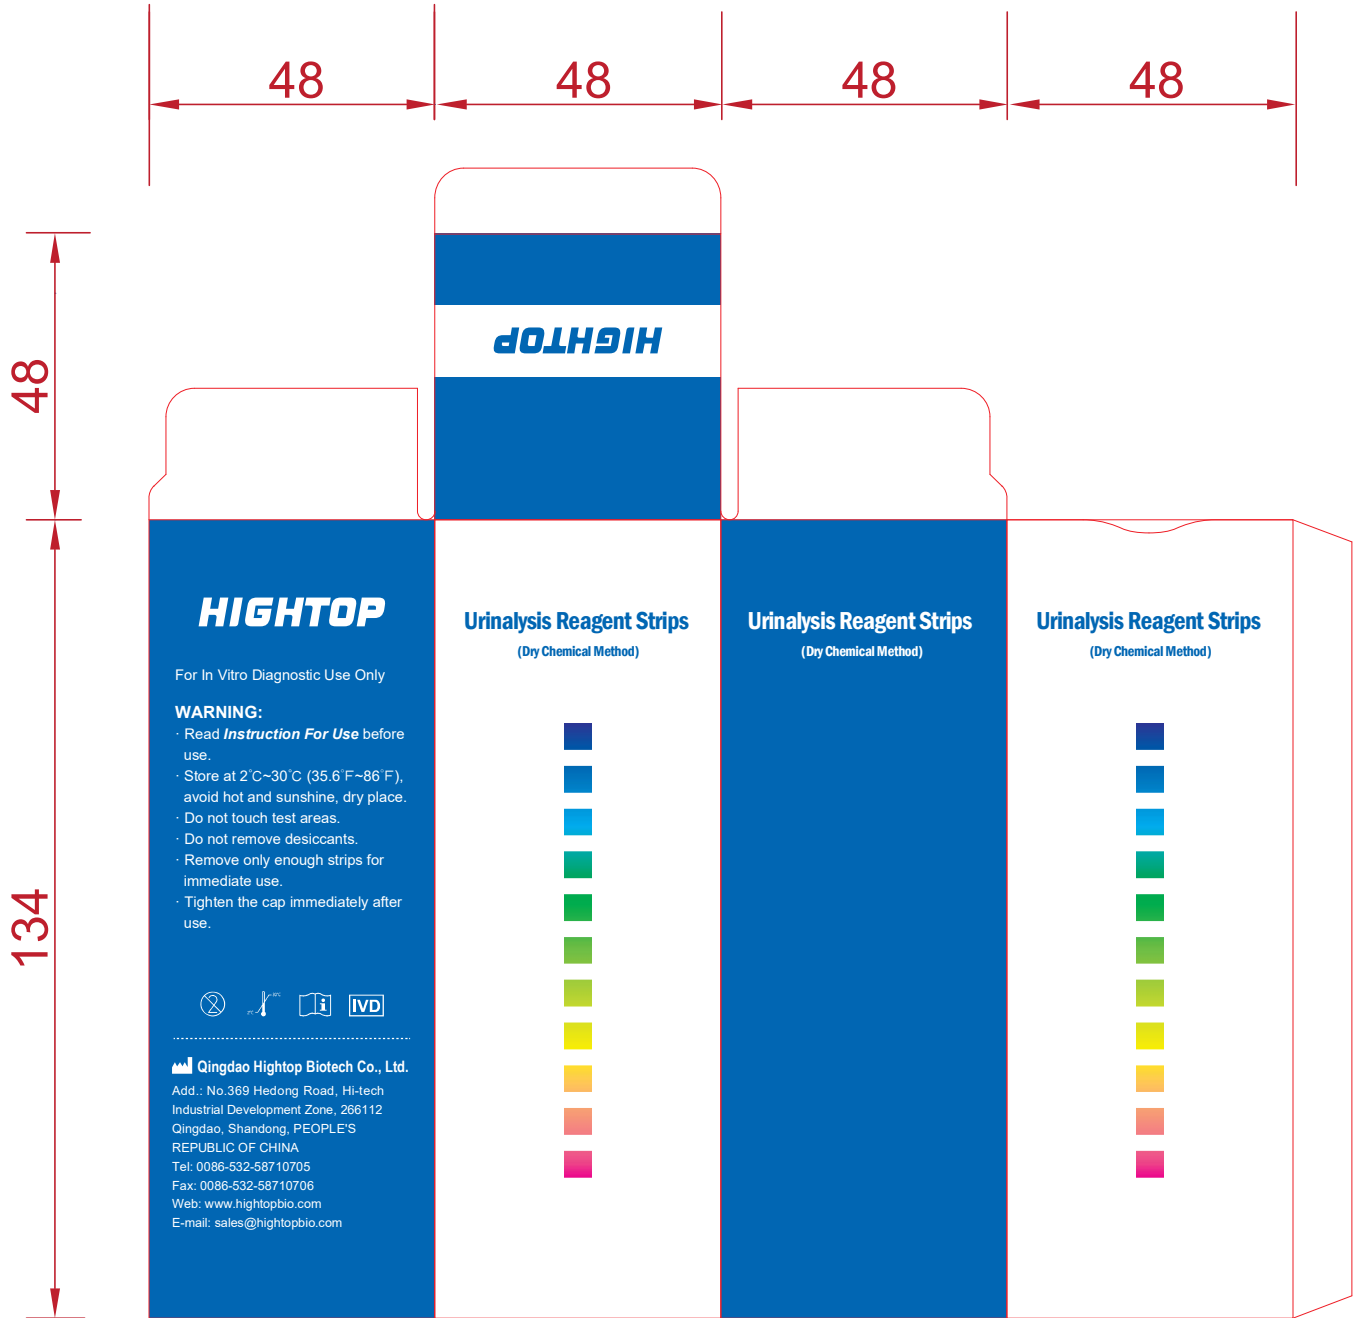 48
48
48
48
48
HIGHTOP
134
HIGHTOP
For In Vitro Diagnostic Use Only
WARNING:
· Read Instruction For Use before
use.
· Store at 2°C~30°C (35.6°F~86°F),
avoid hot and sunshine, dry place.
· Do not touch test areas.
· Do not remove desiccants.
· Remove only enough strips for
immediate use.
· Tighten the cap immediately after
use.
2
2°C
30°C
i
IVD
Qingdao Hightop Biotech Co., Ltd.
Add.: No.369 Hedong Road, Hi-tech
Industrial Development Zone, 266112
Qingdao, Shandong, PEOPLE'S
REPUBLIC OF CHINA
Tel: 0086-532-58710705
Fax: 0086-532-58710706
Web: www.hightopbio.com
E-mail: sales@hightopbio.com
Urinalysis Reagent Strips
(Dry Chemical Method)
Urinalysis Reagent Strips
(Dry Chemical Method)
Urinalysis Reagent Strips
(Dry Chemical Method)